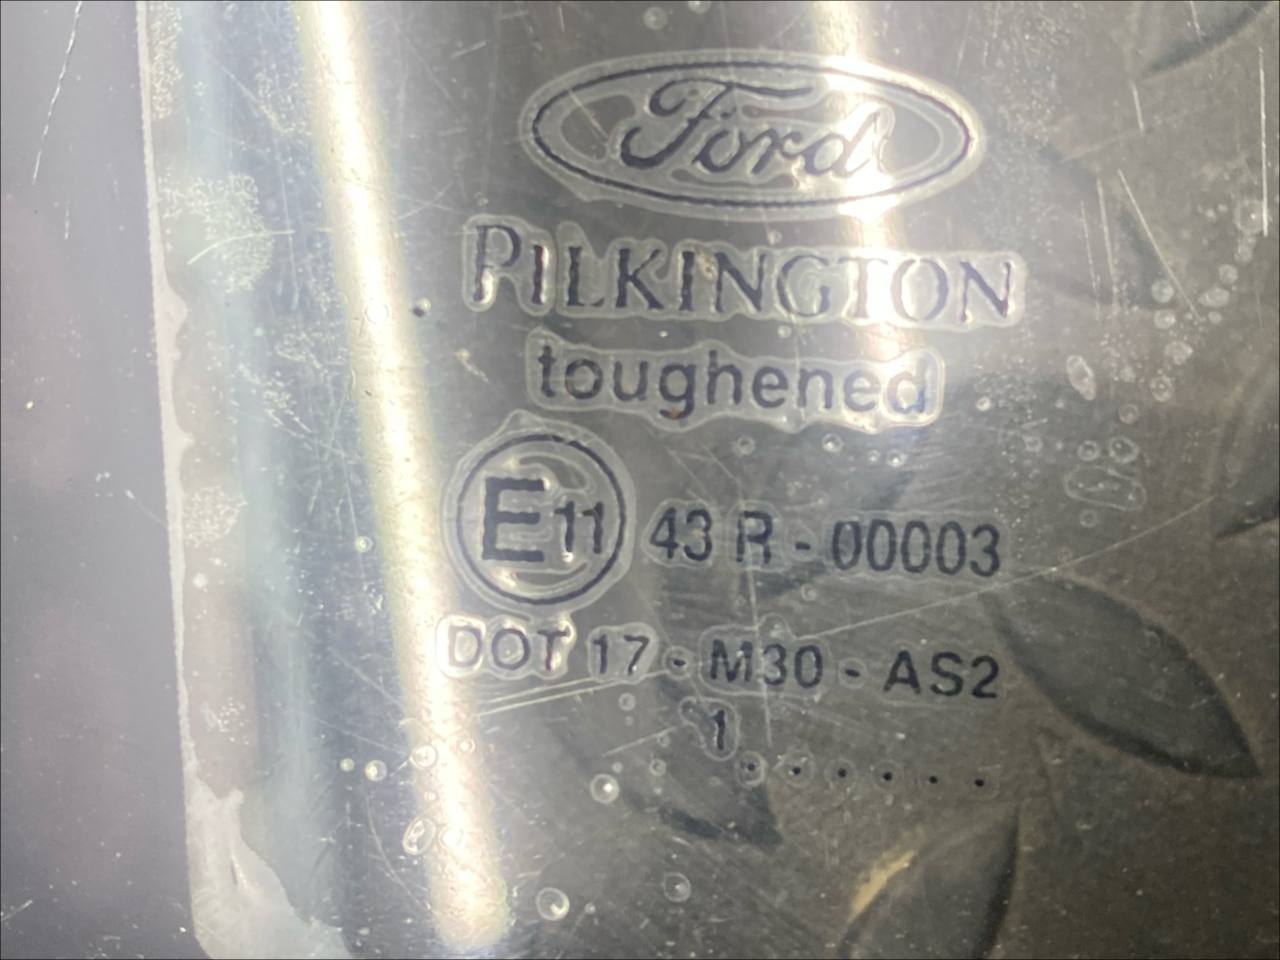 Ford
PILKINGTON
toughened
E11 43 R - 00003
DOT 17 - M30 - AS2
1
. . . . . .